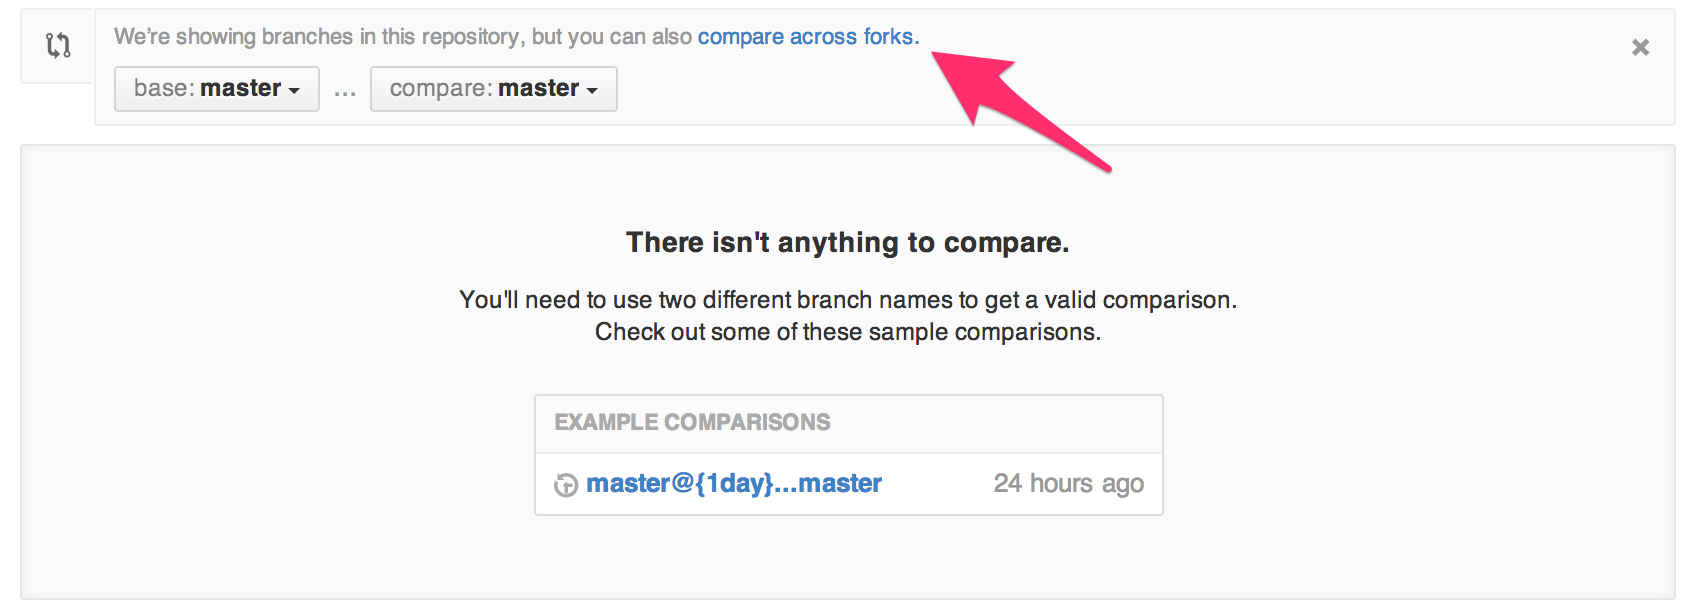 We're showing branches in this repository, but you can also compare across forks.
base: master ... compare: master
There isn't anything to compare.
You'll need to use two different branch names to get a valid comparison.
Check out some of these sample comparisons.
EXAMPLE COMPARISONS
master@{1day}...master 24 hours ago